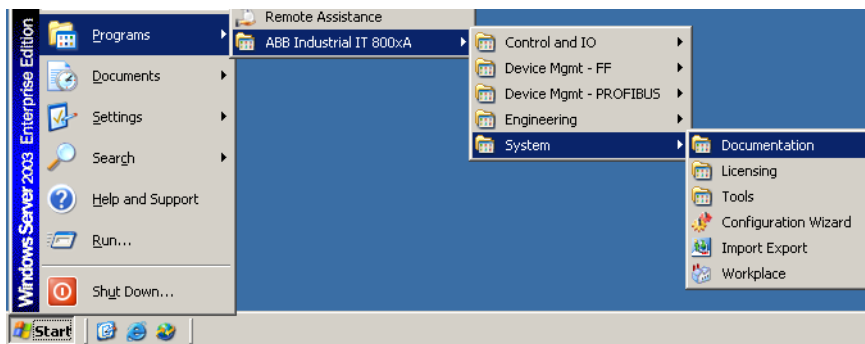 Windows Server 2003 Enterprise Edition
Programs
Documents
Settings
Search
Help and Support
Run...
Shut Down...
Start
Remote Assistance
ABB Industrial IT 800xA
Control and IO
Device Mgmt - FF
Device Mgmt - PROFIBUS
Engineering
System
Documentation
Licensing
Tools
Configuration Wizard
Import Export
Workplace